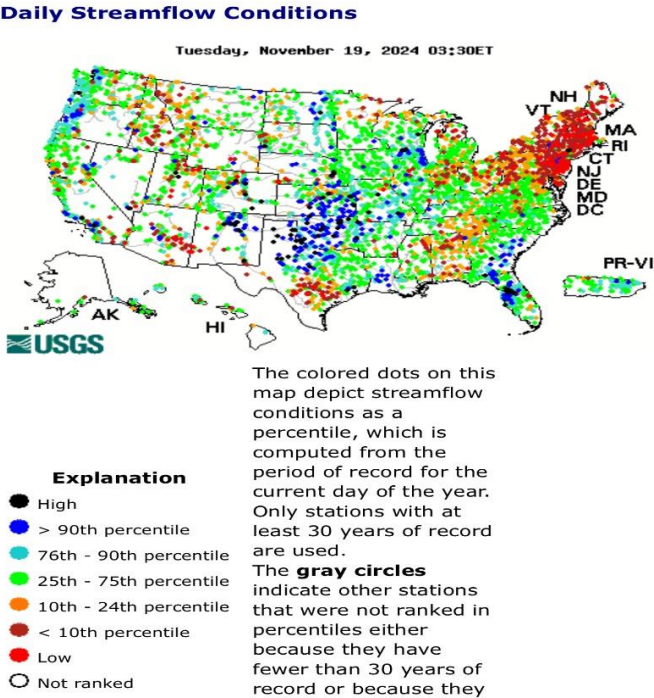 Daily Streamflow Conditions
Tuesday, November 19, 2024 03:30ET
NH
VT
MA
RI
CT
NJ
DE
MD
DC
PR-VI
AK
HI
USGS
The colored dots on this
map depict streamflow
conditions as a
percentile, which is
computed from the
period of record for the
current day of the year.
Only stations with at
least 30 years of record
are used.
The gray circles
indicate other stations
that were not ranked in
percentiles either
because they have
fewer than 30 years of
record or because they
Explanation
High
> 90th percentile
76th - 90th percentile
25th - 75th percentile
10th - 24th percentile
< 10th percentile
Low
Not ranked